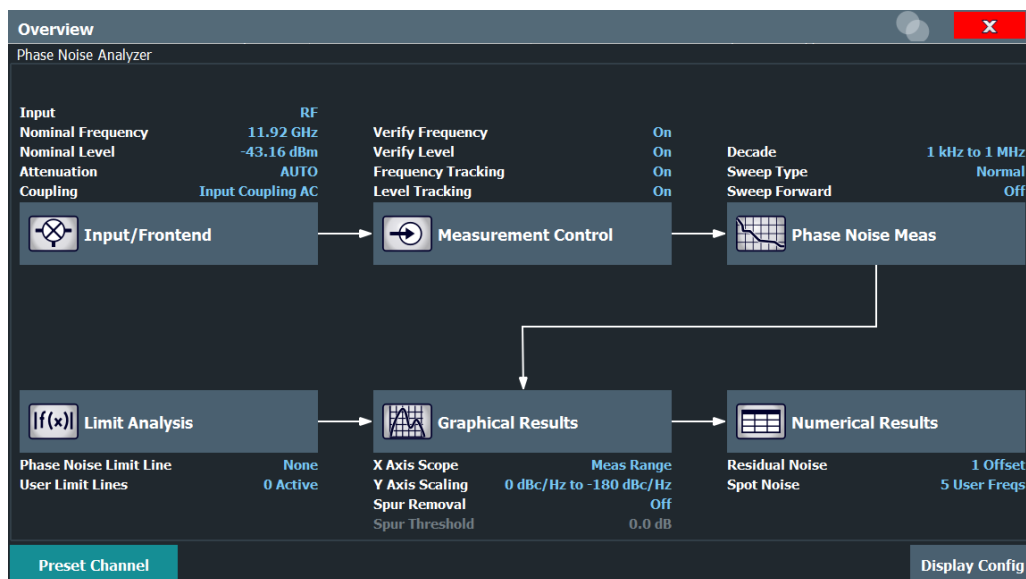 Overview
X
Phase Noise Analyzer
Input RF
Nominal Frequency 11.92 GHz Verify Frequency On
Nominal Level -43.16 dBm Verify Level On Decade 1 kHz to 1 MHz
Attenuation AUTO Frequency Tracking On Sweep Type Normal
Coupling Input Coupling AC Level Tracking On Sweep Forward Off
Input/Frontend Measurement Control Phase Noise Meas
|f(x)| Limit Analysis Graphical Results Numerical Results
Phase Noise Limit Line None X Axis Scope Meas Range Residual Noise 1 Offset
User Limit Lines 0 Active Y Axis Scaling 0 dBc/Hz to -180 dBc/Hz Spot Noise 5 User Freqs
Spur Removal Off
Spur Threshold 0.0 dB
Preset Channel Display Config